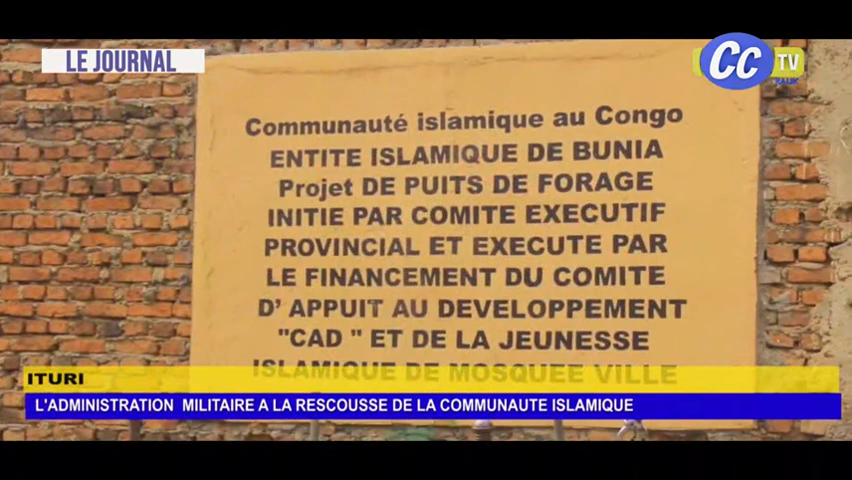 LE JOURNAL
CC TV
Communauté islamique au Congo
ENTITE ISLAMIQUE DE BUNIA
Projet DE PUITS DE FORAGE
INITIE PAR COMITE EXECUTIF
PROVINCIAL ET EXECUTE PAR
LE FINANCEMENT DU COMITE
D' APPUIT AU DEVELOPPEMENT
"CAD" ET DE LA JEUNESSE
ISLAMIQUE DE MOSQUEE VILLE
ITURI
L'ADMINISTRATION MILITAIRE A LA RESCOUSSE DE LA COMMUNAUTE ISLAMIQUE